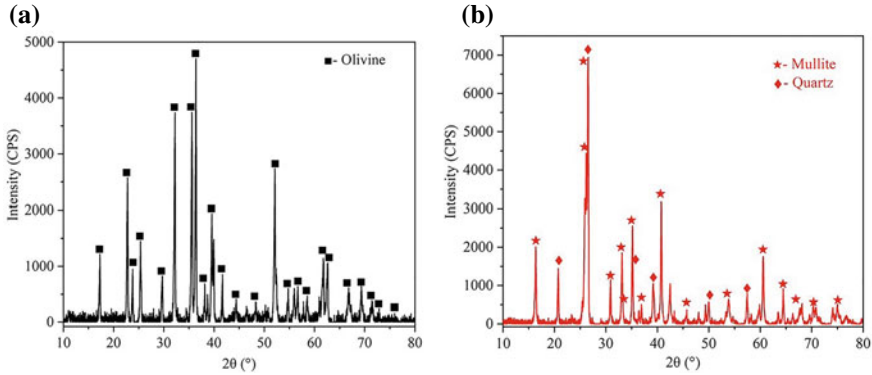 (a)
5000
4000
3000
2000
1000
0
Intensity (CPS)
■- Olivine
10 20 30 40 50 60 70 80
2θ (°)
(b)
7000
6000
5000
4000
3000
2000
1000
0
Intensity (CPS)
★- Mullite
♦- Quartz
10 20 30 40 50 60 70 80
2θ (°)